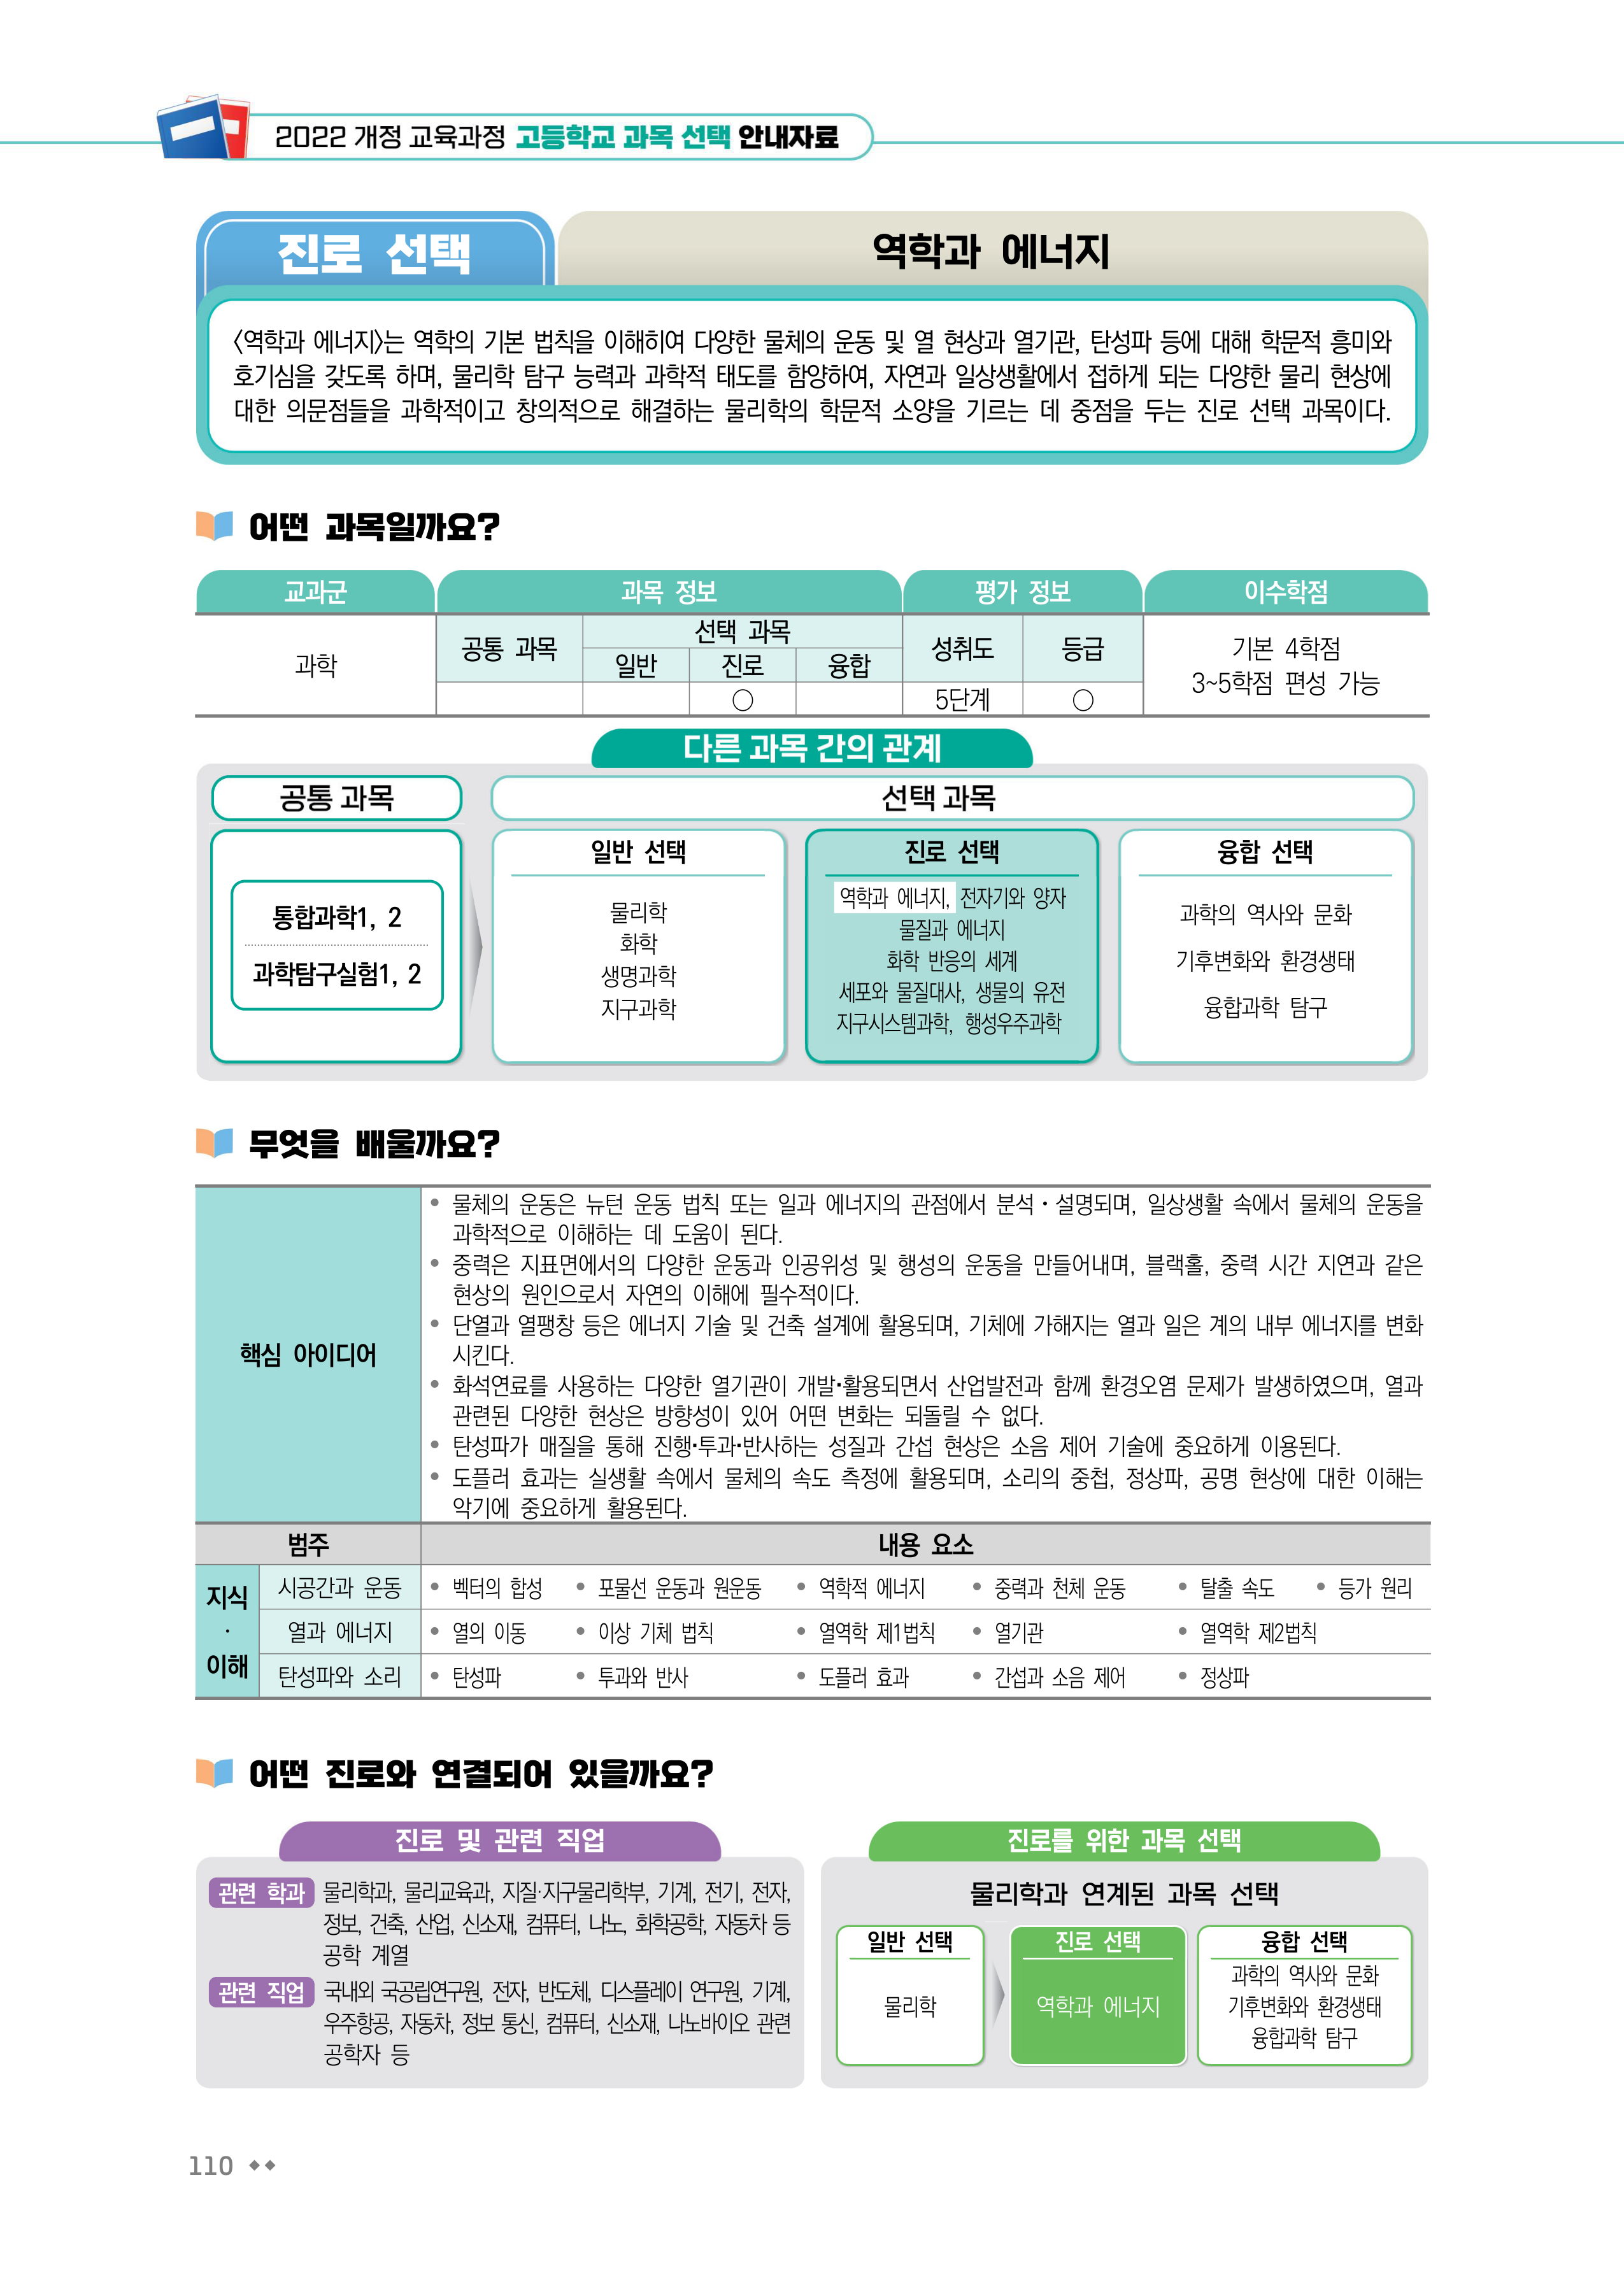 2022 개정 교육과정 고등학교 과목 선택 안내자료
진로 선택
역학과 에너지
〈역학과 에너지〉는 역학의 기본 법칙을 이해히여 다양한 물체의 운동 및 열 현상과 열기관, 탄성파 등에 대해 학문적 흥미와
호기심을 갖도록 하며, 물리학 탐구 능력과 과학적 태도를 함양하여, 자연과 일상생활에서 접하게 되는 다양한 물리 현상에
대한 의문점들을 과학적이고 창의적으로 해결하는 물리학의 학문적 소양을 기르는 데 중점을 두는 진로 선택 과목이다.
어떤 과목일까요?
교과군 과목 정보 평가 정보 이수학점
과학
공통 과목
선택 과목
일반 진로 융합
○
성취도 등급
5단계 ○
기본 4학점
3~5학점 편성 가능
다른 과목 간의 관계
공통 과목
통합과학1, 2
과학탐구실험1, 2
선택 과목
일반 선택
물리학
화학
생명과학
지구과학
진로 선택
역학과 에너지, 전자기와 양자
물질과 에너지
화학 반응의 세계
세포와 물질대사, 생물의 유전
지구시스템과학, 행성우주과학
융합 선택
과학의 역사와 문화
기후변화와 환경생태
융합과학 탐구
무엇을 배울까요?
핵심 아이디어
• 물체의 운동은 뉴턴 운동 법칙 또는 일과 에너지의 관점에서 분석・설명되며, 일상생활 속에서 물체의 운동을
과학적으로 이해하는 데 도움이 된다.
• 중력은 지표면에서의 다양한 운동과 인공위성 및 행성의 운동을 만들어내며, 블랙홀, 중력 시간 지연과 같은
현상의 원인으로서 자연의 이해에 필수적이다.
• 단열과 열팽창 등은 에너지 기술 및 건축 설계에 활용되며, 기체에 가해지는 열과 일은 계의 내부 에너지를 변화
시킨다.
• 화석연료를 사용하는 다양한 열기관이 개발·활용되면서 산업발전과 함께 환경오염 문제가 발생하였으며, 열과
관련된 다양한 현상은 방향성이 있어 어떤 변화는 되돌릴 수 없다.
• 탄성파가 매질을 통해 진행·투과·반사하는 성질과 간섭 현상은 소음 제어 기술에 중요하게 이용된다.
• 도플러 효과는 실생활 속에서 물체의 속도 측정에 활용되며, 소리의 중첩, 정상파, 공명 현상에 대한 이해는
악기에 중요하게 활용된다.
범주 내용 요소
지식
·
이해
시공간과 운동 • 벡터의 합성 • 포물선 운동과 원운동 • 역학적 에너지 • 중력과 천체 운동 • 탈출 속도 • 등가 원리
열과 에너지 • 열의 이동 • 이상 기체 법칙 • 열역학 제1법칙 • 열기관 • 열역학 제2법칙
탄성파와 소리 • 탄성파 • 투과와 반사 • 도플러 효과 • 간섭과 소음 제어 • 정상파
어떤 진로와 연결되어 있을까요?
진로 및 관련 직업
관련 학과 물리학과, 물리교육과, 지질·지구물리학부, 기계, 전기, 전자,
정보, 건축, 산업, 신소재, 컴퓨터, 나노, 화학공학, 자동차 등
공학 계열
관련 직업 국내외 국공립연구원, 전자, 반도체, 디스플레이 연구원, 기계,
우주항공, 자동차, 정보 통신, 컴퓨터, 신소재, 나노바이오 관련
공학자 등
진로를 위한 과목 선택
물리학과 연계된 과목 선택
일반 선택
물리학
진로 선택
역학과 에너지
융합 선택
과학의 역사와 문화
기후변화와 환경생태
융합과학 탐구
110 ◆◆